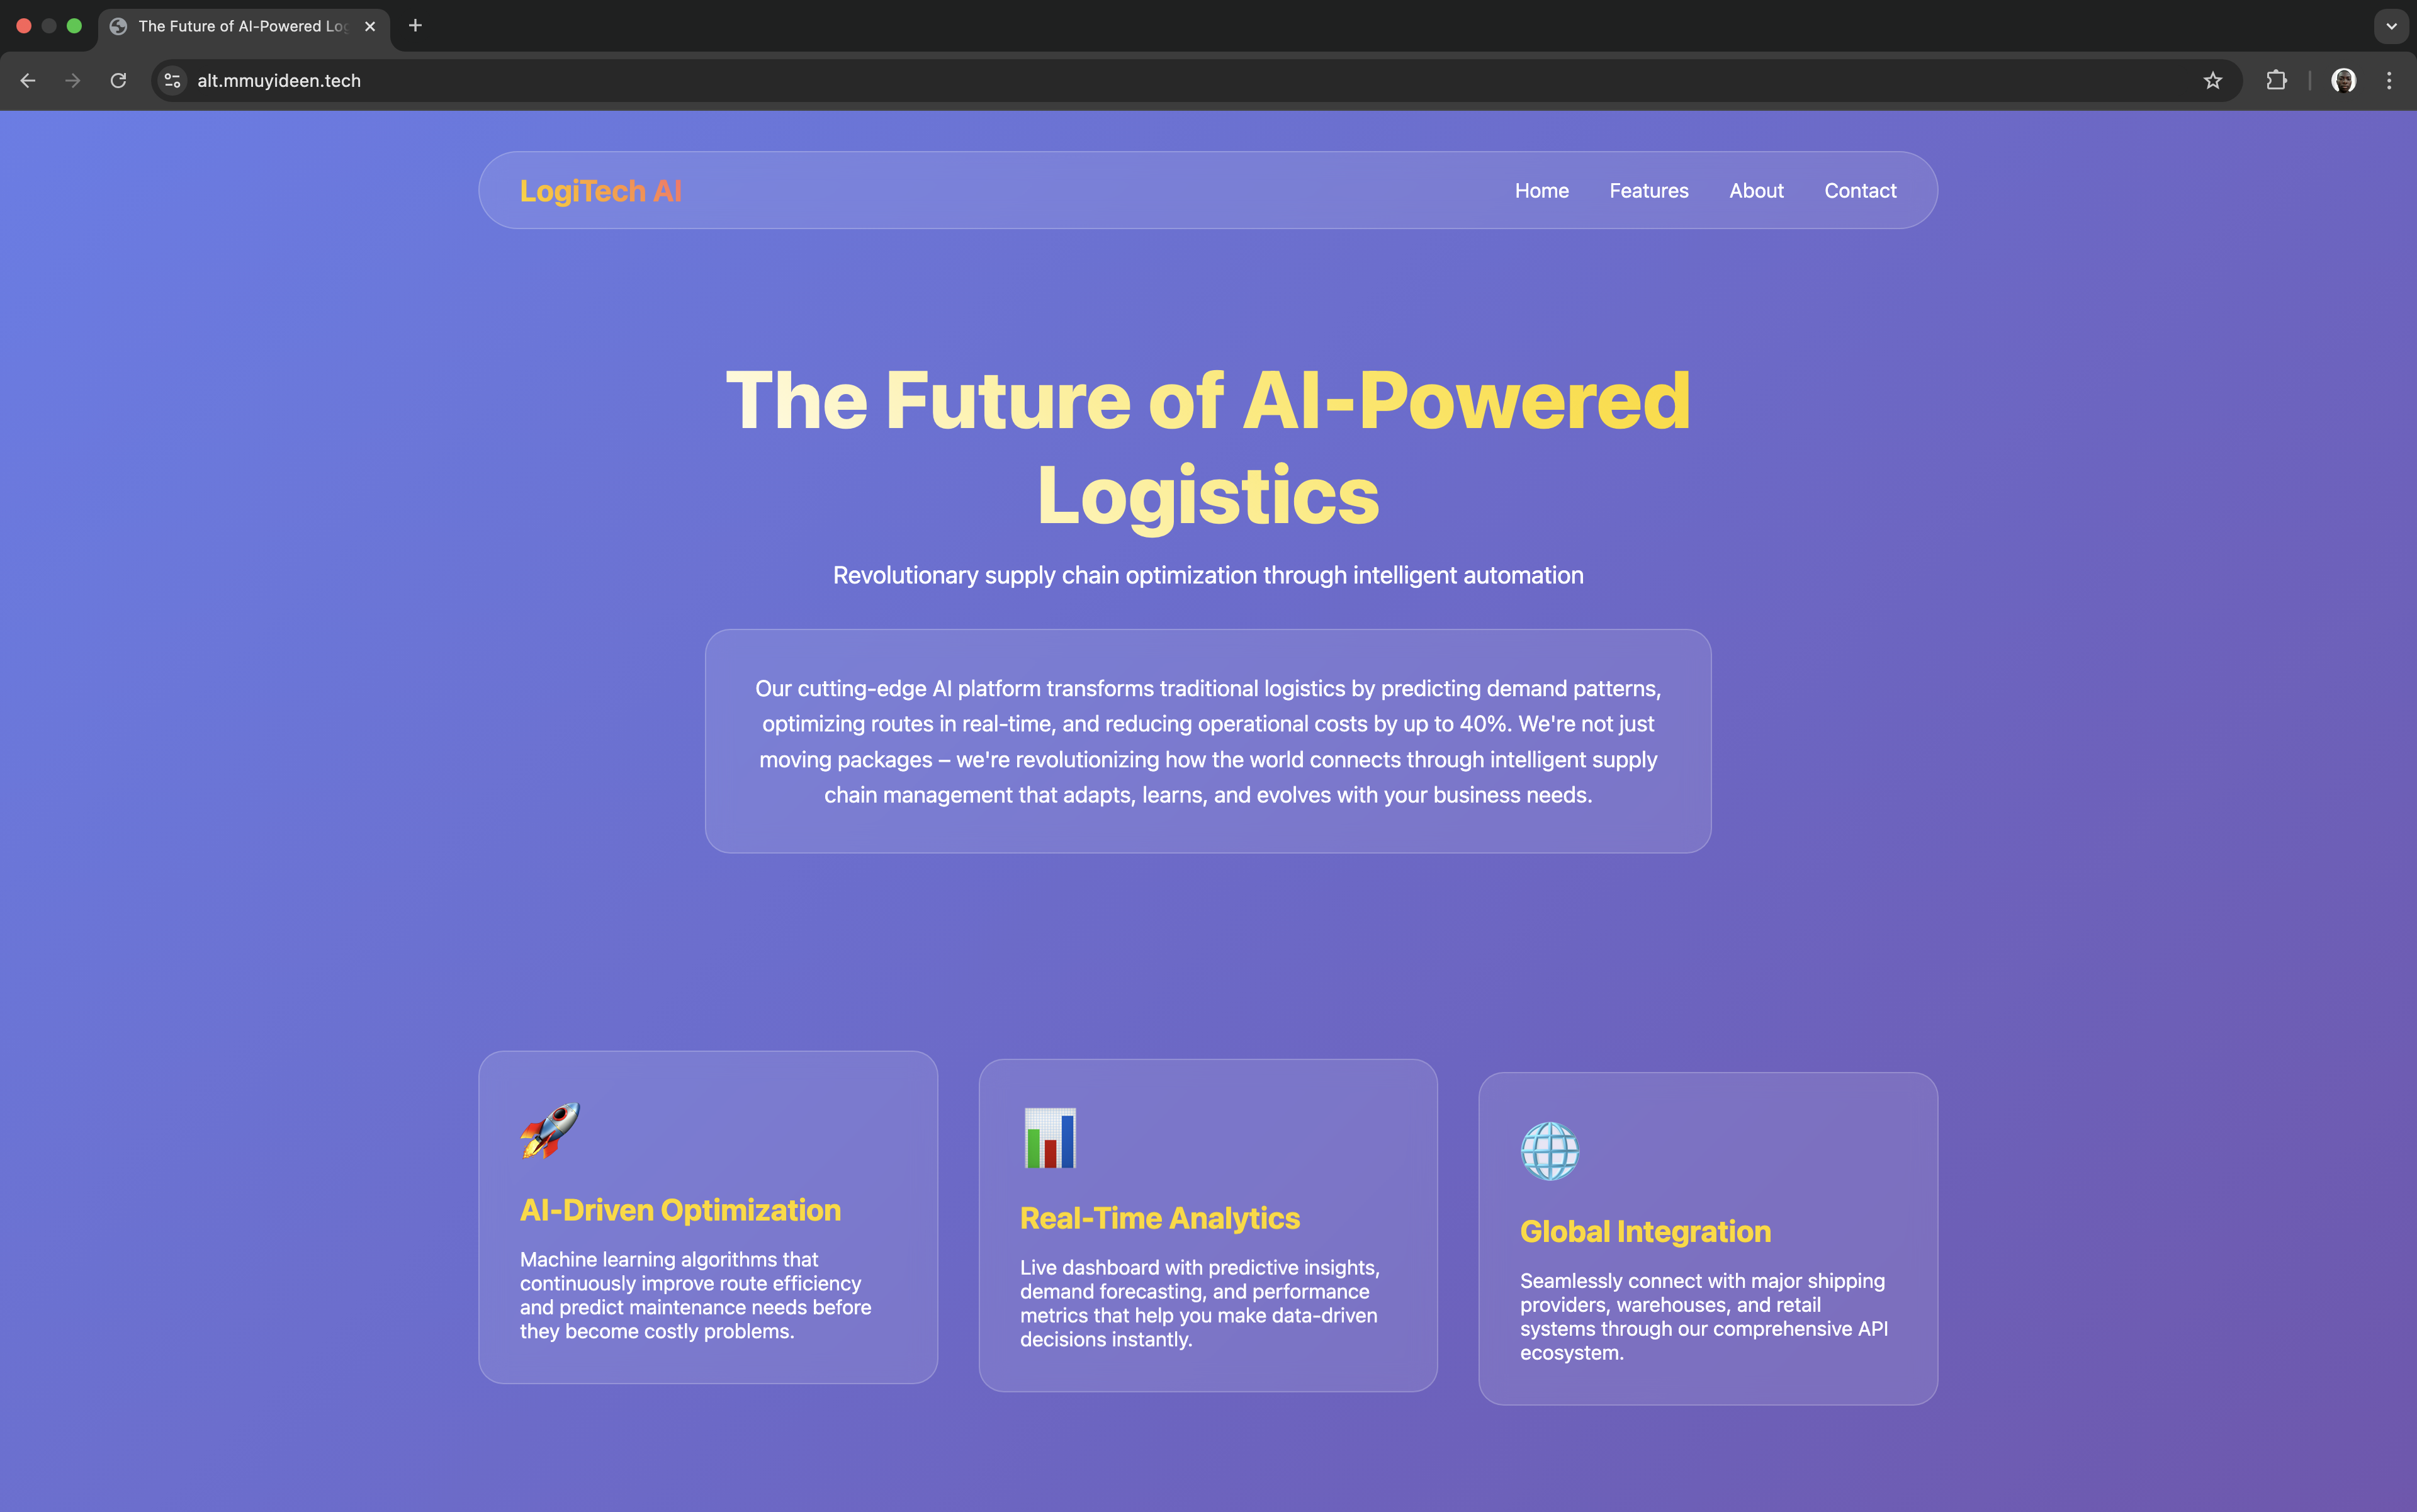 The Future of AI-Powered Log
alt.mmuyideen.tech
LogiTech AI
Home
Features
About
Contact
The Future of AI-Powered
Logistics
Revolutionary supply chain optimization through intelligent automation
Our cutting-edge AI platform transforms traditional logistics by predicting demand patterns,
optimizing routes in real-time, and reducing operational costs by up to 40%. We're not just
moving packages – we're revolutionizing how the world connects through intelligent supply
chain management that adapts, learns, and evolves with your business needs.
AI-Driven Optimization
Machine learning algorithms that
continuously improve route efficiency
and predict maintenance needs before
they become costly problems.
Real-Time Analytics
Live dashboard with predictive insights,
demand forecasting, and performance
metrics that help you make data-driven
decisions instantly.
Global Integration
Seamlessly connect with major shipping
providers, warehouses, and retail
systems through our comprehensive API
ecosystem.